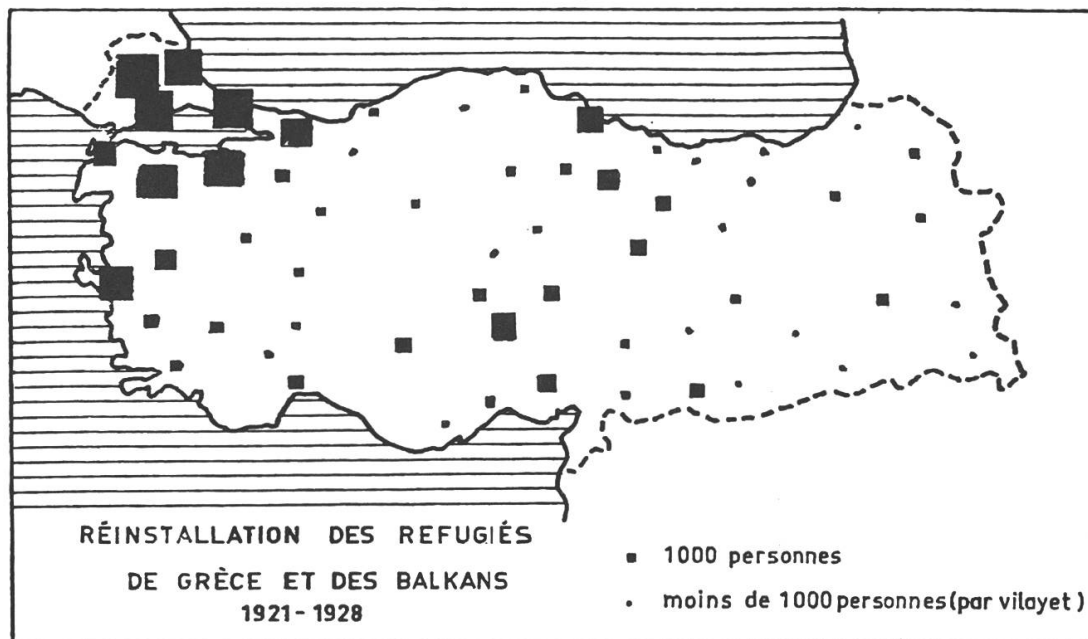 RÉINSTALLATION DES REFUGIÉS
DE GRÈCE ET DES BALKANS
1921-1928
1000 personnes
moins de 1000 personnes (par vilayet)